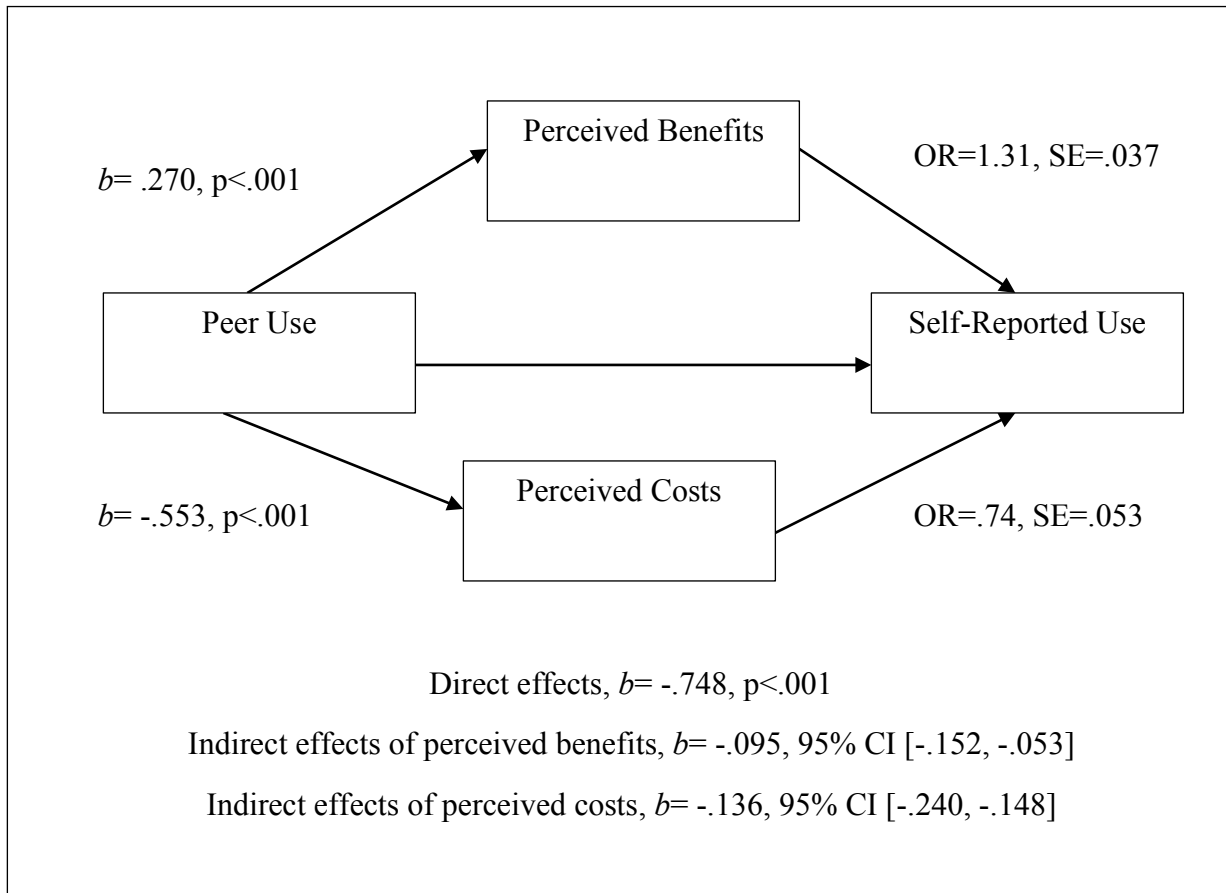 Perceived Benefits
OR=1.31, SE=.037
b= .270, p<.001
Peer Use
Self-Reported Use
Perceived Costs
b= -.553, p<.001
OR=.74, SE=.053
Direct effects, b= -.748, p<.001
Indirect effects of perceived benefits, b= -.095, 95% CI [-.152, -.053]
Indirect effects of perceived costs, b= -.136, 95% CI [-.240, -.148]